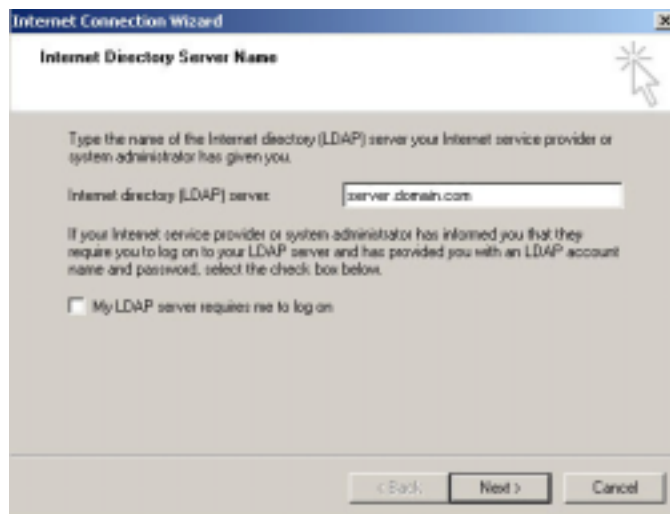 Internet Connection Wizard
Internet Directory Server Name
Type the name of the Internet directory (LDAP) server your Internet service provider or
system administrator has given you.
Internet directory (LDAP) server: server.domain.com
If your Internet service provider or system administrator has informed you that they
require you to log on to your LDAP server and has provided you with an LDAP account
name and password, select the check box below.
My LDAP server requires me to log on
< Back Next > Cancel